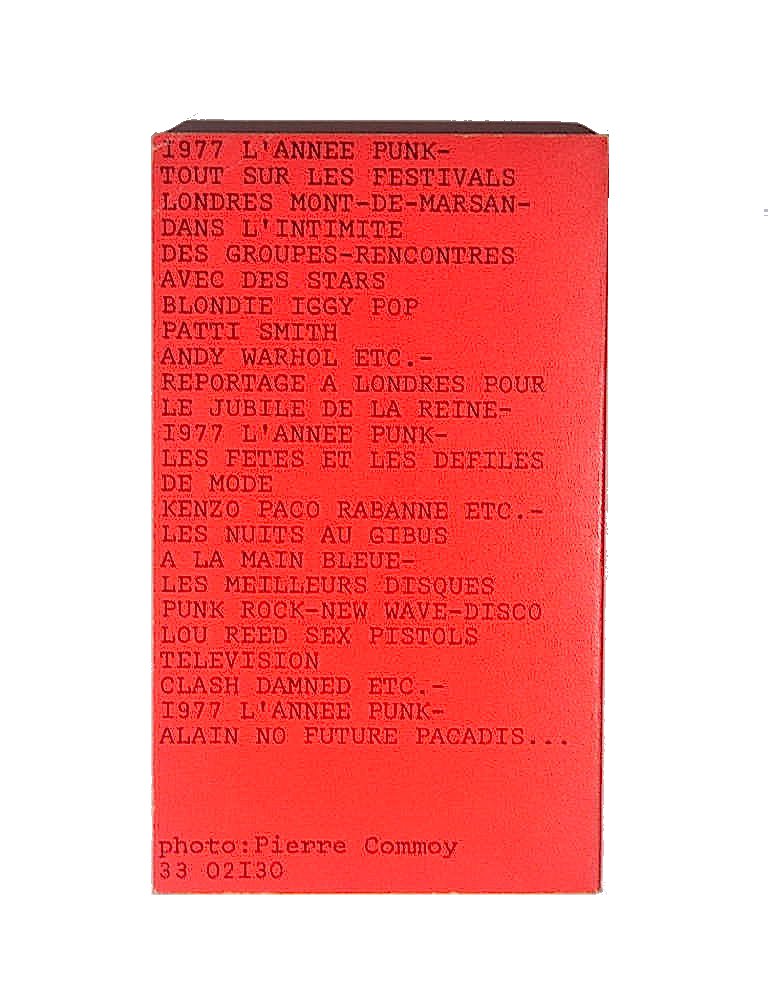 I977 L'ANNEE PUNK-
TOUT SUR LES FESTIVALS
LONDRES MONT-DE-MARSAN-
DANS L'INTIMITE
DES GROUPES-RENCONTRES
AVEC DES STARS
BLONDIE IGGY POP
PATTI SMITH
ANDY WARHOL ETC.-
REPORTAGE A LONDRES POUR
LE JUBILE DE LA REINE-
I977 L'ANNEE PUNK-
LES FETES ET LES DEFILES
DE MODE
KENZO PACO RABANNE ETC.-
LES NUITS AU GIBUS
A LA MAIN BLEUE-
LES MEILLEURS DISQUES
PUNK ROCK-NEW WAVE-DISCO
LOU REED SEX PISTOLS
TELEVISION
CLASH DAMNED ETC.-
I977 L'ANNEE PUNK-
ALAIN NO FUTURE PACADIS...
photo:Pierre Commoy
33 02I30